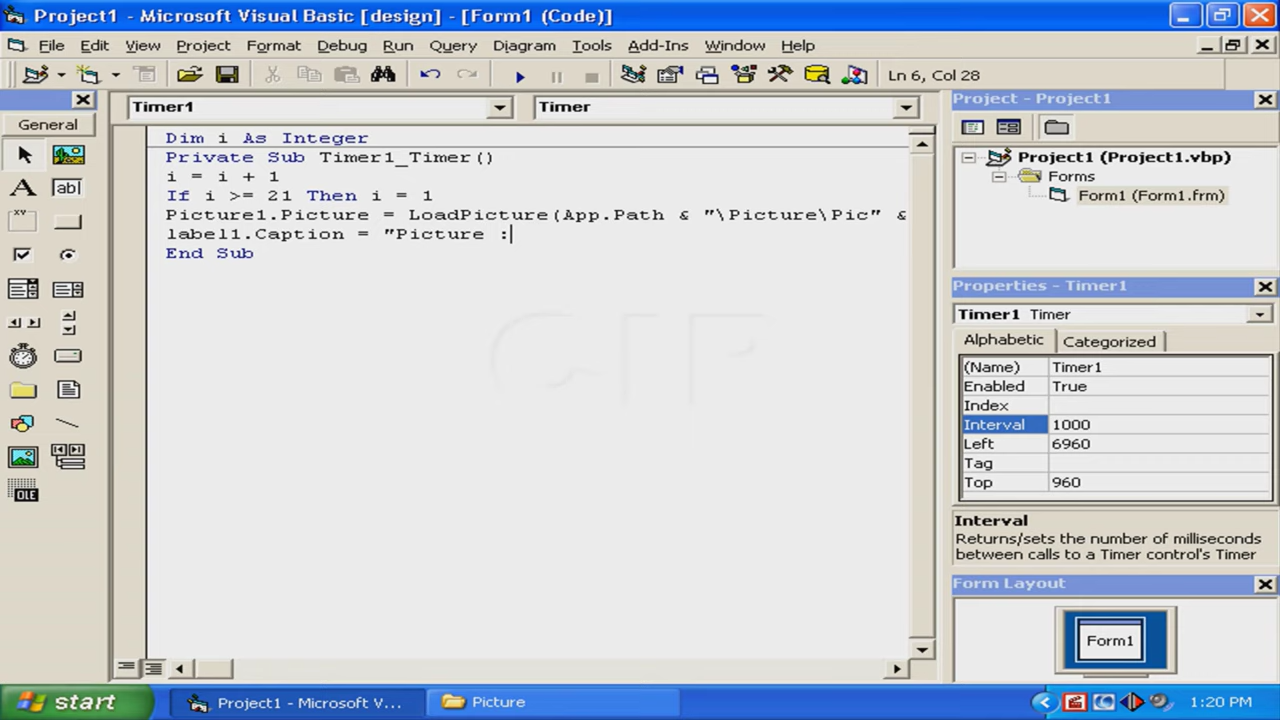 Project1 - Microsoft Visual Basic [design] - [Form1 (Code)]
File Edit View Project Format Debug Run Query Diagram Tools Add-Ins Window Help
Ln 6, Col 28
General
Timer1 Timer
Dim i As Integer
Private Sub Timer1_Timer()
i = i + 1
If i >= 21 Then i = 1
Picture1.Picture = LoadPicture(App.Path & "\Picture\Pic" &
label1.Caption = "Picture :
End Sub
Project - Project1
Project1 (Project1.vbp)
Forms
Form1 (Form1.frm)
Properties - Timer1
Timer1 Timer
Alphabetic Categorized
(Name) Timer1
Enabled True
Index
Interval 1000
Left 6960
Tag
Top 960
Interval
Returns/sets the number of milliseconds
between calls to a Timer control's Timer
Form Layout
Form1
A ab|
XY
OLE
start Project1 - Microsoft V... Picture 1:20 PM